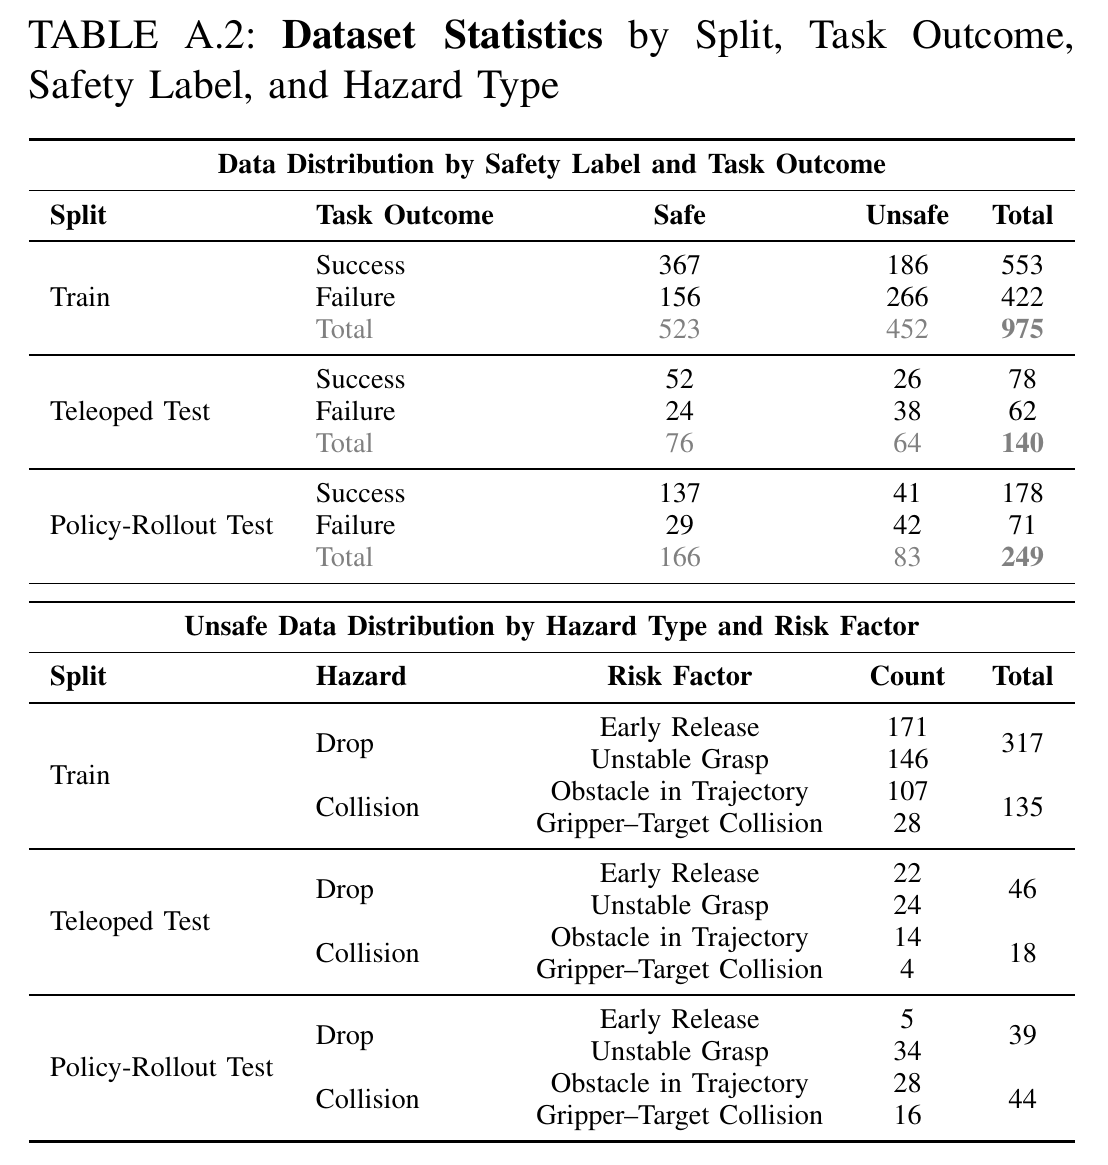 TABLE A.2: Dataset Statistics by Split, Task Outcome,
Safety Label, and Hazard Type
Data Distribution by Safety Label and Task Outcome
Split Task Outcome Safe Unsafe Total
Success 367 186 553
Train Failure 156 266 422
Total 523 452 975
Success 52 26 78
Teleoped Test Failure 24 38 62
Total 76 64 140
Success 137 41 178
Policy-Rollout Test Failure 29 42 71
Total 166 83 249
Unsafe Data Distribution by Hazard Type and Risk Factor
Split Hazard Risk Factor Count Total
Train
Drop
Early Release 171
Unstable Grasp 146
317
Collision
Obstacle in Trajectory 107
Gripper–Target Collision 28
135
Teleoped Test
Drop
Early Release 22
Unstable Grasp 24
46
Collision
Obstacle in Trajectory 14
Gripper–Target Collision 4
18
Policy-Rollout Test
Drop
Early Release 5
Unstable Grasp 34
39
Collision
Obstacle in Trajectory 28
Gripper–Target Collision 16
44